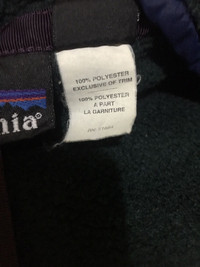 100% POLYESTER
EXCLUSIVE OF TRIM
100% POLYESTER
A PART
LA GARNITURE
nia®